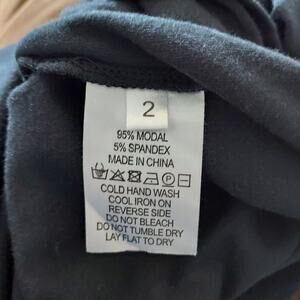 2
95% MODAL
5% SPANDEX
MADE IN CHINA
COLD HAND WASH
COOL IRON ON
REVERSE SIDE
DO NOT BLEACH
DO NOT TUMBLE DRY
LAY FLAT TO DRY